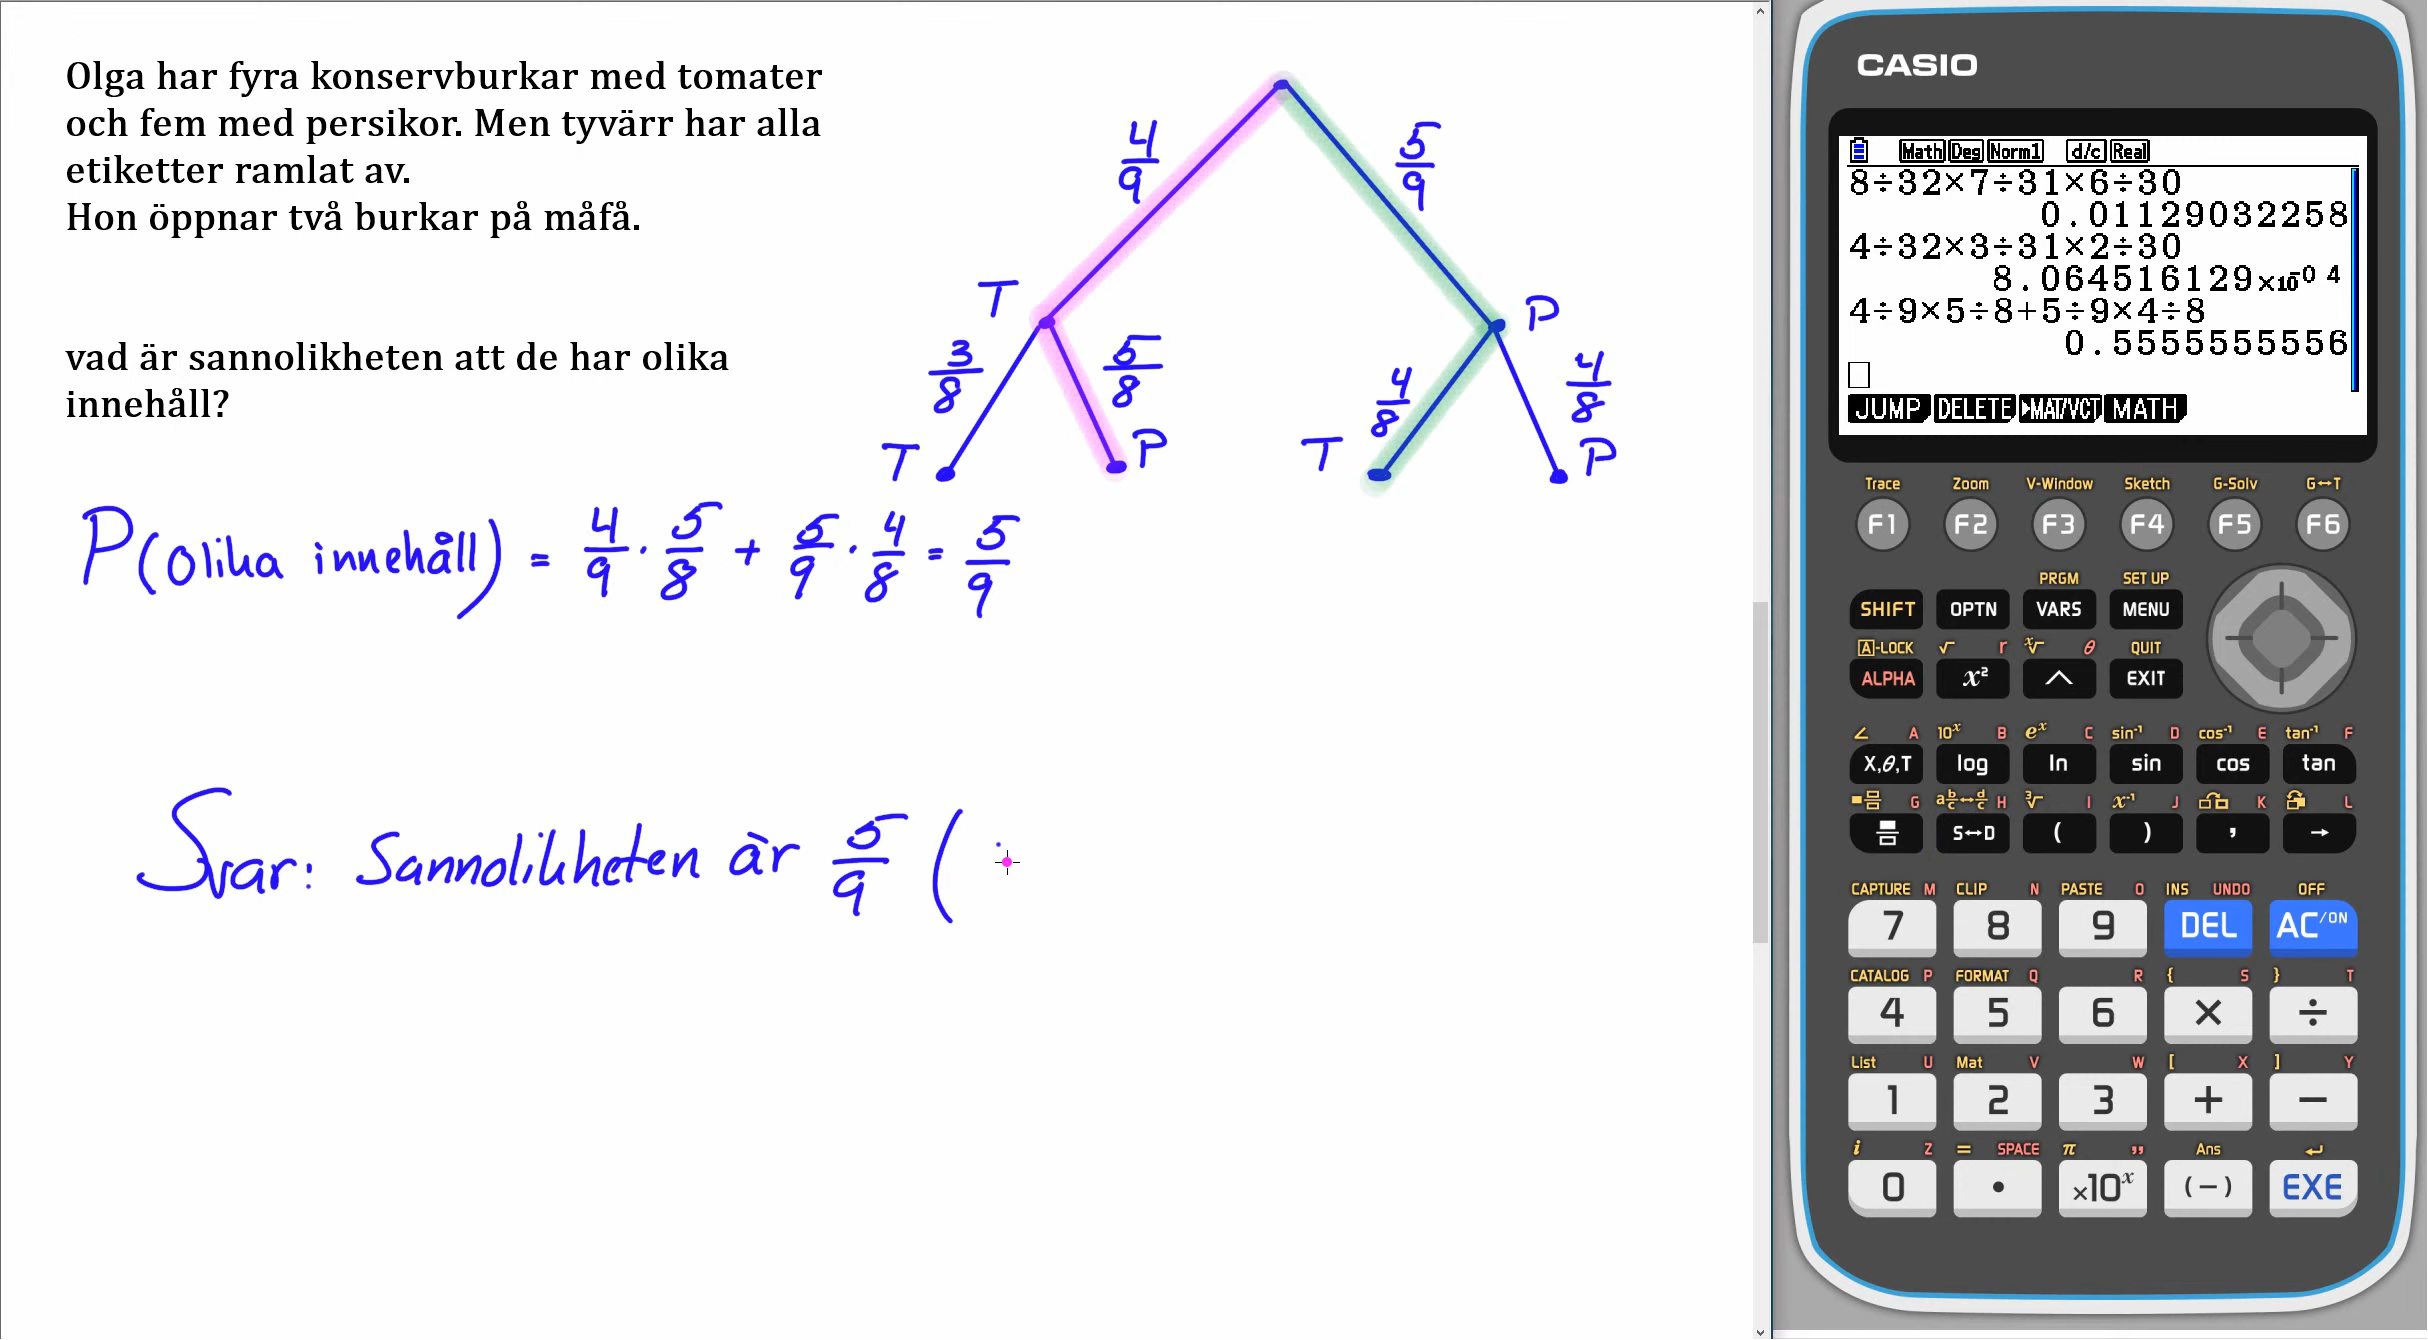 Olga har fyra konservburkar med tomater
och fem med persikor. Men tyvärr har alla
etiketter ramlat av.
Hon öppnar två burkar på måfå.
vad är sannolikheten att de har olika
innehåll?
4/9 5/9
T P
3/8 5/8 4/8 4/8
T P T P
P(olika innehåll) = 4/9 · 5/8 + 5/9 · 4/8 = 5/9
Svar: Sannolikheten är 5/9 (
CASIO
Math Deg Norm1 d/c Real
8÷32×7÷31×6÷30
0.01129032258
4÷32×3÷31×2÷30
8.064516129×10⁻⁰⁴
4÷9×5÷8+5÷9×4÷8
0.5555555556
JUMP DELETE ▶MAT/VCT MATH
Trace Zoom V-Window Sketch G-Solv G↔T
F1 F2 F3 F4 F5 F6
PRGM SET UP
SHIFT OPTN VARS MENU
A-LOCK √ r ˣ√ θ QUIT
ALPHA x² ^ EXIT
∠ A 10ˣ B eˣ C sin⁻¹ D cos⁻¹ E tan⁻¹ F
X,θ,T log ln sin cos tan
G a b/c↔d/c H ³√ I x⁻¹ J K L
S↔D ( ) , →
CAPTURE M CLIP N PASTE O INS UNDO OFF
7 8 9 DEL AC/ON
CATALOG P FORMAT Q R { S } T
4 5 6 × ÷
List U Mat V W [ X ] Y
1 2 3 + −
i Z = SPACE π " Ans ↵
0 . ×10ˣ (−) EXE